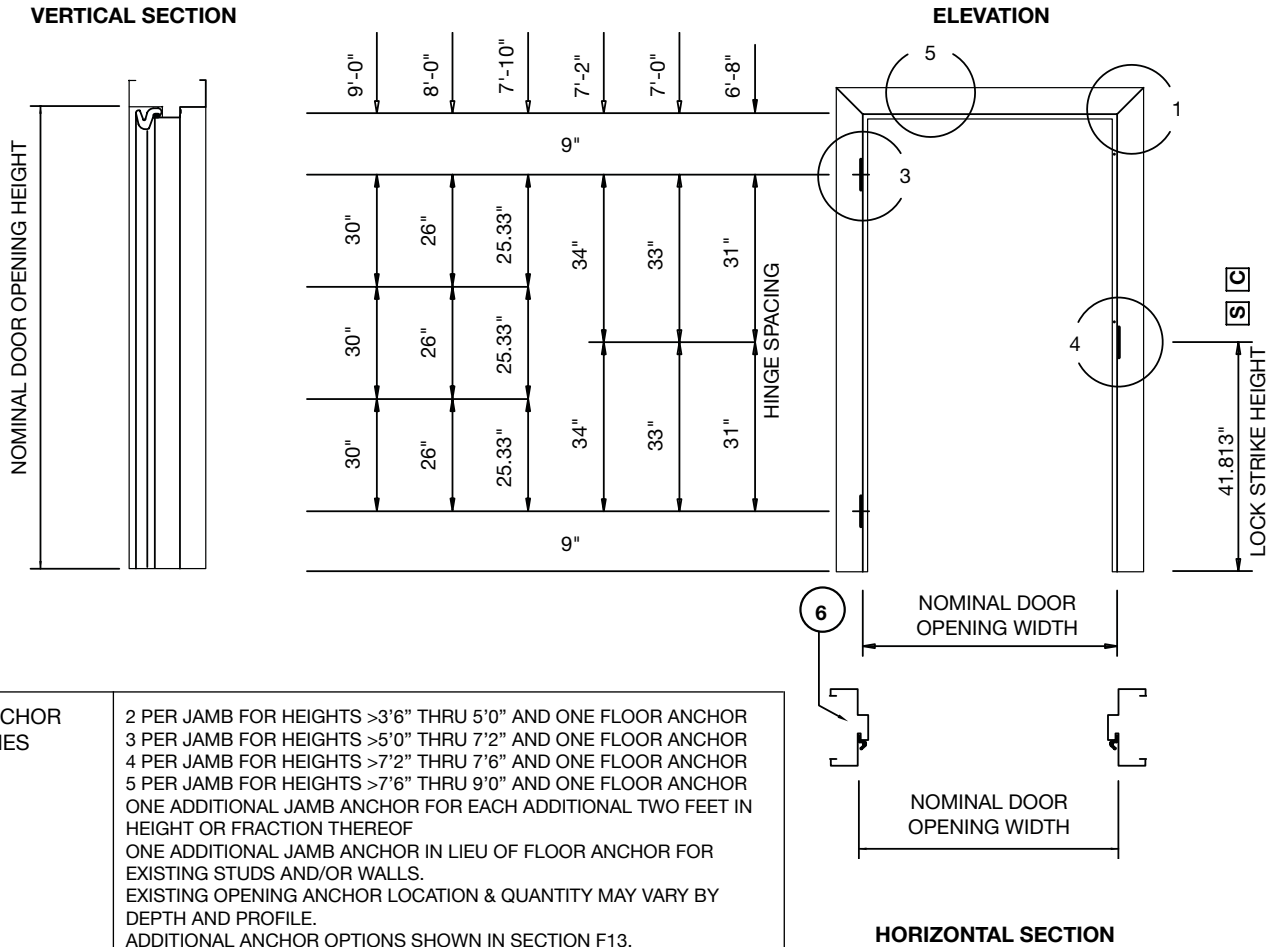 VERTICAL SECTION
ELEVATION
9'-0"
8'-0"
7'-10"
7'-2"
7'-0"
6'-8"
5
1
9"
3
NOMINAL DOOR OPENING HEIGHT
30"
26"
25.33"
34"
33"
31"
HINGE SPACING
30"
26"
25.33"
30"
26"
25.33"
34"
33"
31"
4
S C
41.813"
LOCK STRIKE HEIGHT
9"
6
NOMINAL DOOR
OPENING WIDTH
NOMINAL DOOR
OPENING WIDTH
HORIZONTAL SECTION
CHOR
IES
2 PER JAMB FOR HEIGHTS >3'6” THRU 5'0” AND ONE FLOOR ANCHOR
3 PER JAMB FOR HEIGHTS >5'0” THRU 7'2” AND ONE FLOOR ANCHOR
4 PER JAMB FOR HEIGHTS >7'2” THRU 7'6” AND ONE FLOOR ANCHOR
5 PER JAMB FOR HEIGHTS >7'6” THRU 9'0” AND ONE FLOOR ANCHOR
ONE ADDITIONAL JAMB ANCHOR FOR EACH ADDITIONAL TWO FEET IN
HEIGHT OR FRACTION THEREOF
ONE ADDITIONAL JAMB ANCHOR IN LIEU OF FLOOR ANCHOR FOR
EXISTING STUDS AND/OR WALLS.
EXISTING OPENING ANCHOR LOCATION & QUANTITY MAY VARY BY
DEPTH AND PROFILE.
ADDITIONAL ANCHOR OPTIONS SHOWN IN SECTION F13.